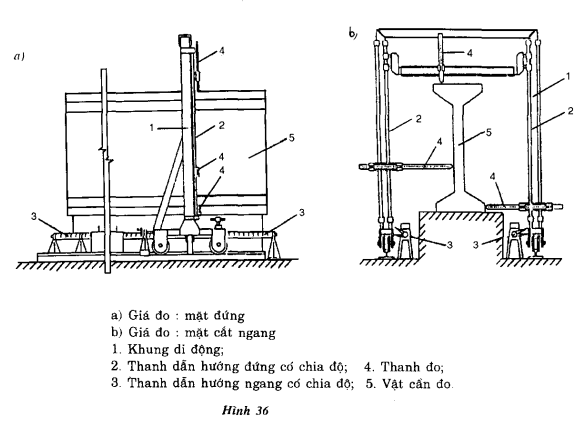 a)
b)
4
1
2
5
4
4
3
3
4
1
2
2
5
4
4
3
3
a) Giá đo : mặt đứng
b) Giá đo : mặt cắt ngang
1. Khung di động;
2. Thanh dẫn hướng đứng có chia độ; 4. Thanh đo;
3. Thanh dẫn hướng ngang có chia độ; 5. Vật cần đo.
Hình 36